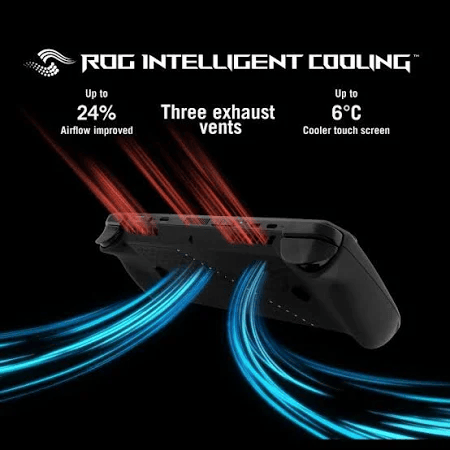 ROG INTELLIGENT COOLING™
Up to
24%
Airflow improved
Three exhaust
vents
Up to
6°C
Cooler touch screen